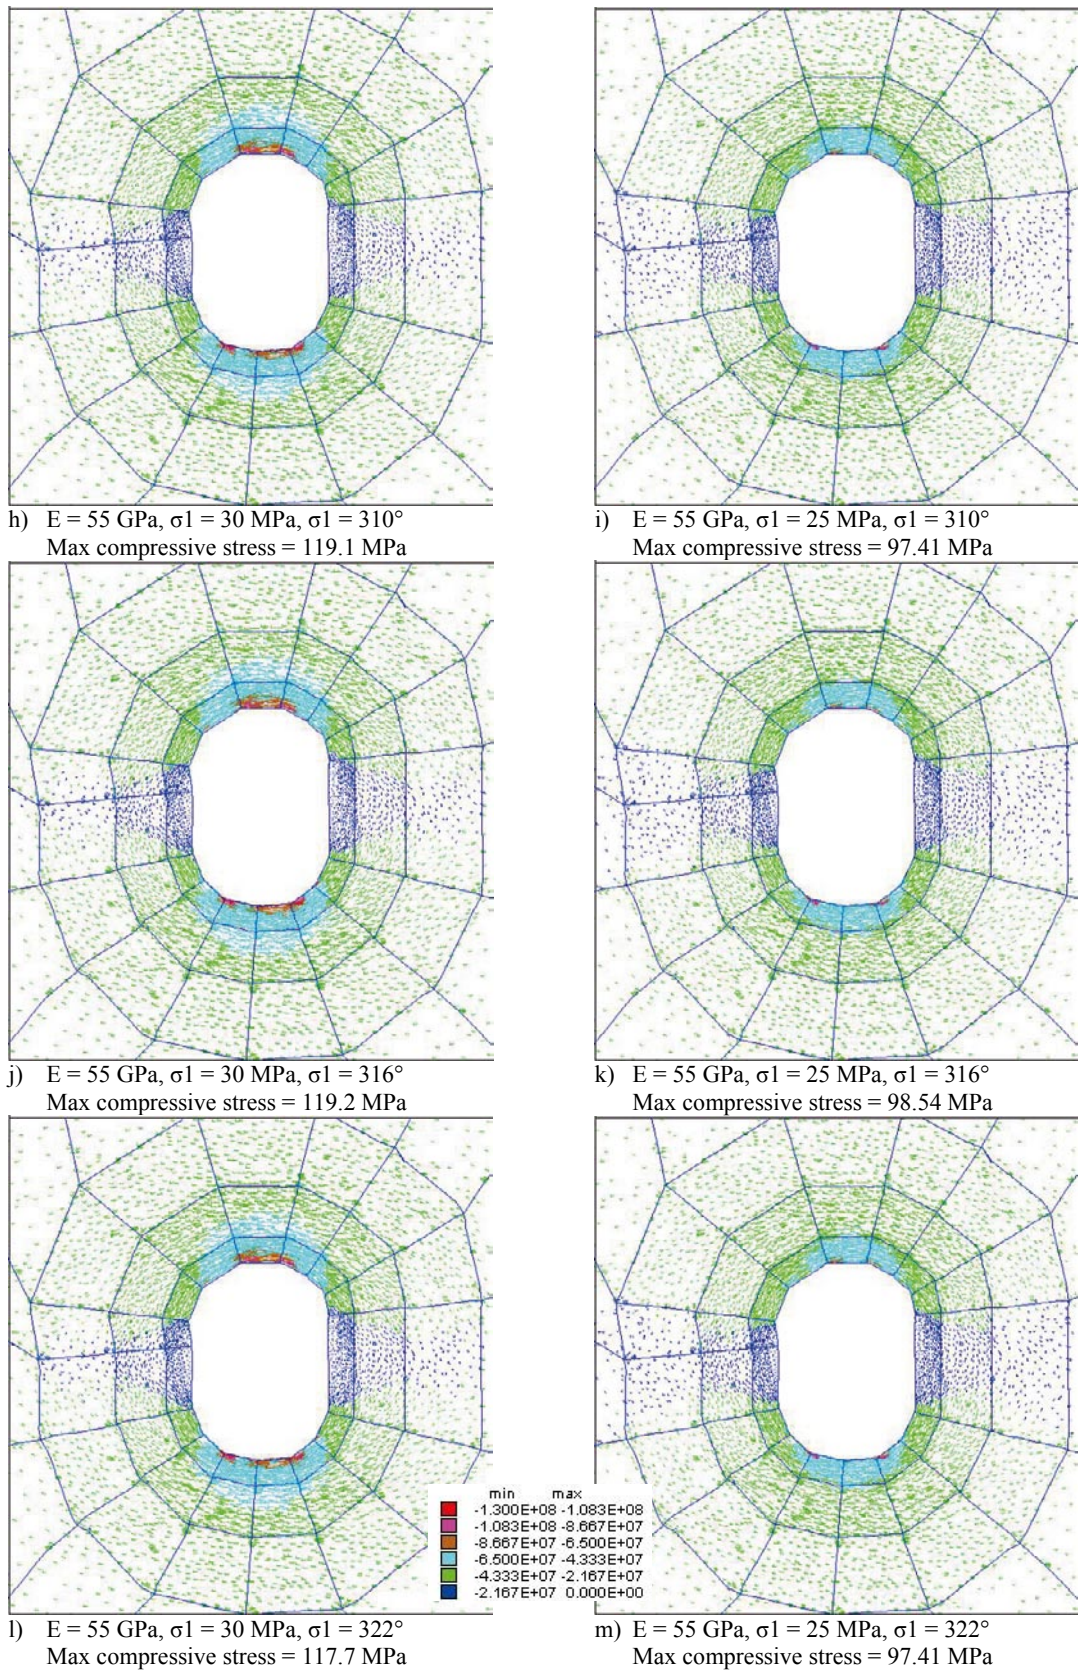 h) E = 55 GPa, σ1 = 30 MPa, σ1 = 310°
Max compressive stress = 119.1 MPa
i) E = 55 GPa, σ1 = 25 MPa, σ1 = 310°
Max compressive stress = 97.41 MPa
j) E = 55 GPa, σ1 = 30 MPa, σ1 = 316°
Max compressive stress = 119.2 MPa
k) E = 55 GPa, σ1 = 25 MPa, σ1 = 316°
Max compressive stress = 98.54 MPa
min max
-1.300E+08 -1.083E+08
-1.083E+08 -8.667E+07
-8.667E+07 -6.500E+07
-6.500E+07 -4.333E+07
-4.333E+07 -2.167E+07
-2.167E+07 0.000E+00
l) E = 55 GPa, σ1 = 30 MPa, σ1 = 322°
Max compressive stress = 117.7 MPa
m) E = 55 GPa, σ1 = 25 MPa, σ1 = 322°
Max compressive stress = 97.41 MPa